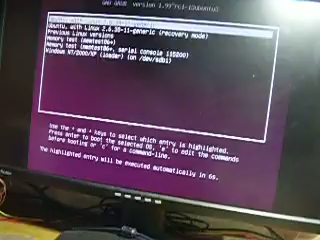 GNU GRUB version 1.99~rc1-13ubuntu3
Ubuntu, with Linux 2.6.38-11-generic (recovery mode)
Previous Linux versions
Memory test (memtest86+)
Memory test (memtest86+, serial console 115200)
Windows NT/2000/XP (loader) (on /dev/sdb1)
Use the ↑ and ↓ keys to select which entry is highlighted.
Press enter to boot the selected OS, 'e' to edit the commands
before booting or 'c' for a command-line.
The highlighted entry will be executed automatically in 6s.